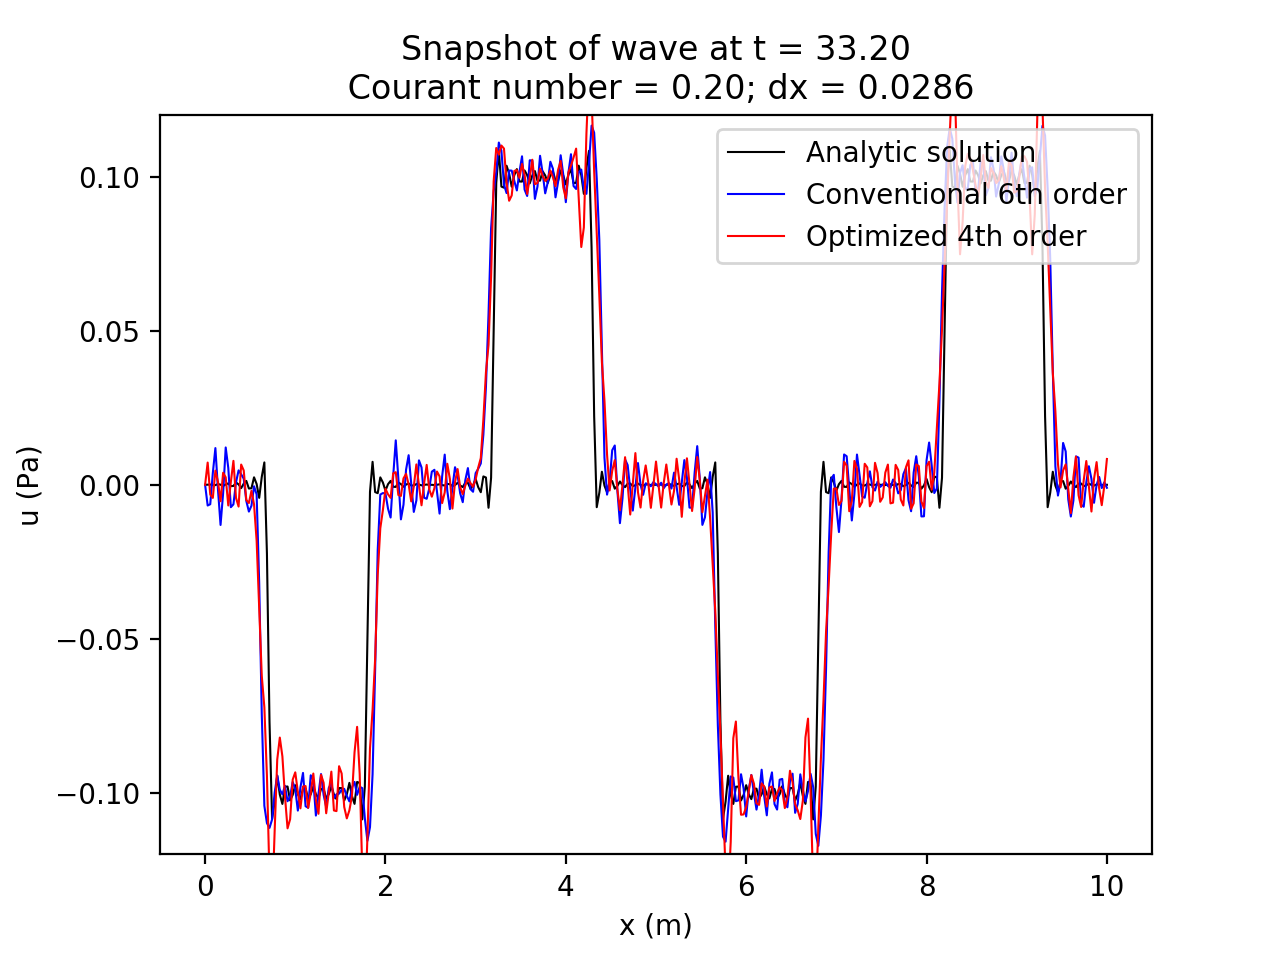 Snapshot of wave at t = 33.20
Courant number = 0.20; dx = 0.0286
Analytic solution
Conventional 6th order
Optimized 4th order
0.10
0.05
0.00
−0.05
−0.10
u (Pa)
0 2 4 6 8 10
x (m)